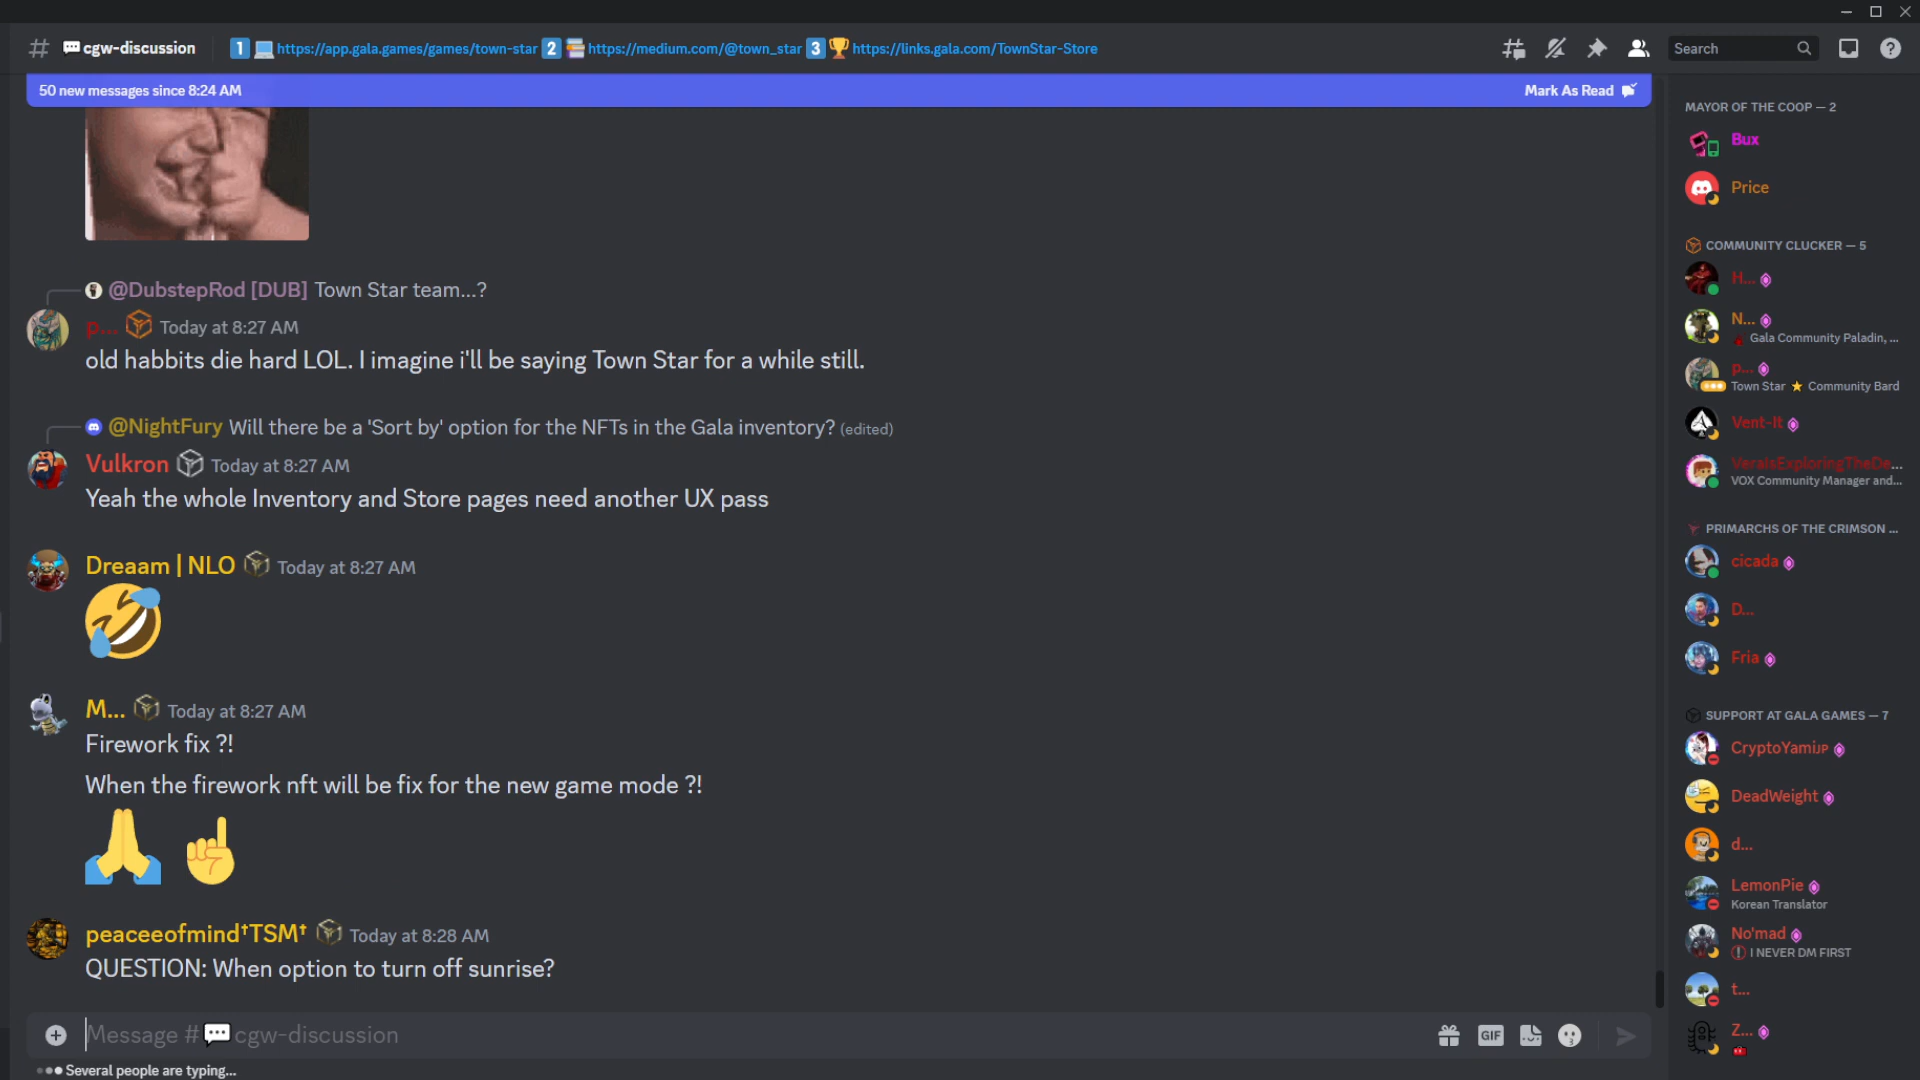 # 💬 cgw-discussion 1 💻 https://app.gala.games/games/town-star 2 📚 https://medium.com/@town_star 3 🏆 https://links.gala.com/TownStar-Store
Search
50 new messages since 8:24 AM
Mark As Read
@DubstepRod [DUB] Town Star team...?
p... Today at 8:27 AM
old habbits die hard LOL. I imagine i'll be saying Town Star for a while still.
@NightFury Will there be a 'Sort by' option for the NFTs in the Gala inventory? (edited)
Vulkron Today at 8:27 AM
Yeah the whole Inventory and Store pages need another UX pass
Dreaam | NLO Today at 8:27 AM
🤣
M... Today at 8:27 AM
Firework fix ?!
When the firework nft will be fix for the new game mode ?!
🙏 ☝
peaceeofmind†TSM† Today at 8:28 AM
QUESTION: When option to turn off sunrise?
Message #💬 cgw-discussion
GIF
Several people are typing...
MAYOR OF THE COOP — 2
Bux
Price
COMMUNITY CLUCKER — 5
H...
N...
Gala Community Paladin, ...
p...
Town Star ★ Community Bard
Vent-It
VeraisExploringTheDe...
VOX Community Manager and...
PRIMARCHS OF THE CRIMSON ...
cicada
D...
Fria
SUPPORT AT GALA GAMES — 7
CryptoYamiJP
DeadWeight
d...
LemonPie
Korean Translator
No'mad
I NEVER DM FIRST
t...
Z...